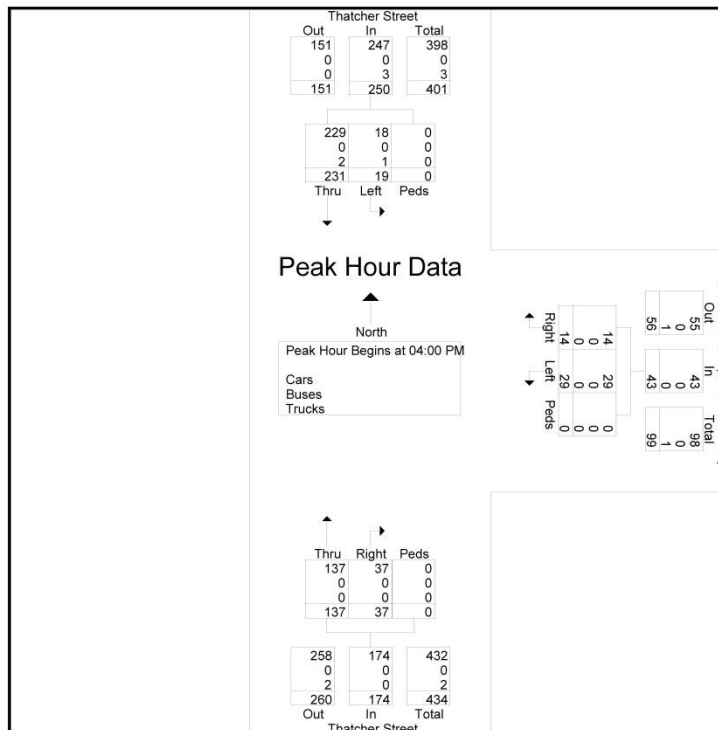 Thatcher Street
Out In Total
151 247 398
0 0 0
0 3 3
151 250 401
229 18 0
0 0 0
2 1 0
231 19 0
Thru Left Peds
Peak Hour Data
North
Peak Hour Begins at 04:00 PM
Cars
Buses
Trucks
Right Left Peds
14 29 0
0 0 0
0 0 0
14 29 0
Out In Total
55 43 98
0 0 0
1 0 1
56 43 99
Thru Right Peds
137 37 0
0 0 0
0 0 0
137 37 0
258 174 432
0 0 0
2 0 2
260 174 434
Out In Total
Thatcher Street